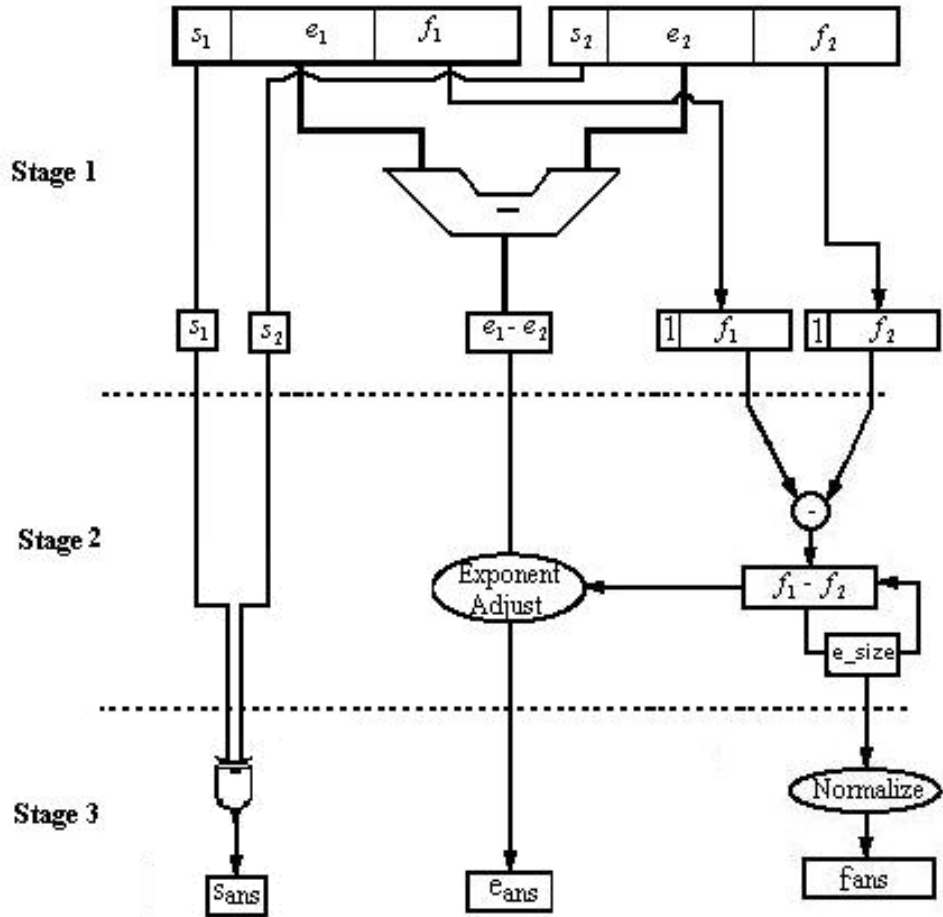 s₁ e₁ f₁ s₂ e₂ f₂
Stage 1
−
s₁ s₂ e₁- e₂ 1 f₁ 1 f₂
Stage 2
-
Exponent
Adjust
f₁ - f₂
e_size
Stage 3
Normalize
sans eans fans